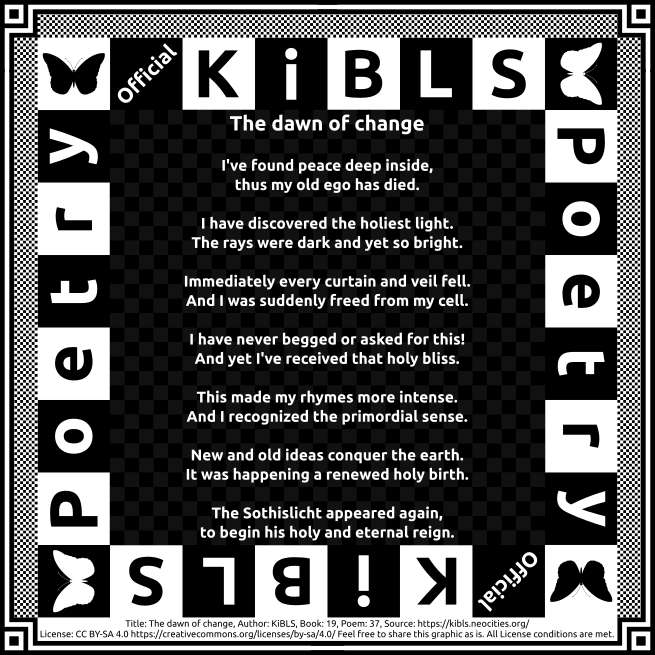 Official KiBLS
Poetry
Poetry
The dawn of change
I've found peace deep inside,
thus my old ego has died.
I have discovered the holiest light.
The rays were dark and yet so bright.
Immediately every curtain and veil fell.
And I was suddenly freed from my cell.
I have never begged or asked for this!
And yet I've received that holy bliss.
This made my rhymes more intense.
And I recognized the primordial sense.
New and old ideas conquer the earth.
It was happening a renewed holy birth.
The Sothislicht appeared again,
to begin his holy and eternal reign.
Official KiBLS
Title: The dawn of change, Author: KiBLS, Book: 19, Poem: 37, Source: https://kibls.neocities.org/
License: CC BY-SA 4.0 https://creativecommons.org/licenses/by-sa/4.0/ Feel free to share this graphic as is. All License conditions are met.